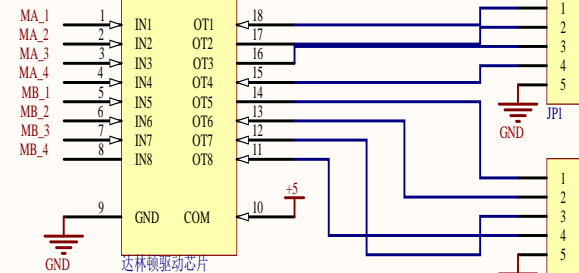 MA_1 1 IN1 OT1 18 1
MA_2 2 IN2 OT2 17 2
MA_3 3 IN3 OT3 16 3
MA_4 4 IN4 OT4 15 4
MB_1 5 IN5 OT5 14 5
MB_2 6 IN6 OT6 13 JP1
MB_3 7 IN7 OT7 12 GND
MB_4 8 IN8 OT8 11
1
2
+5
9 GND COM 10 3
4
GND 达林顿驱动芯片 5